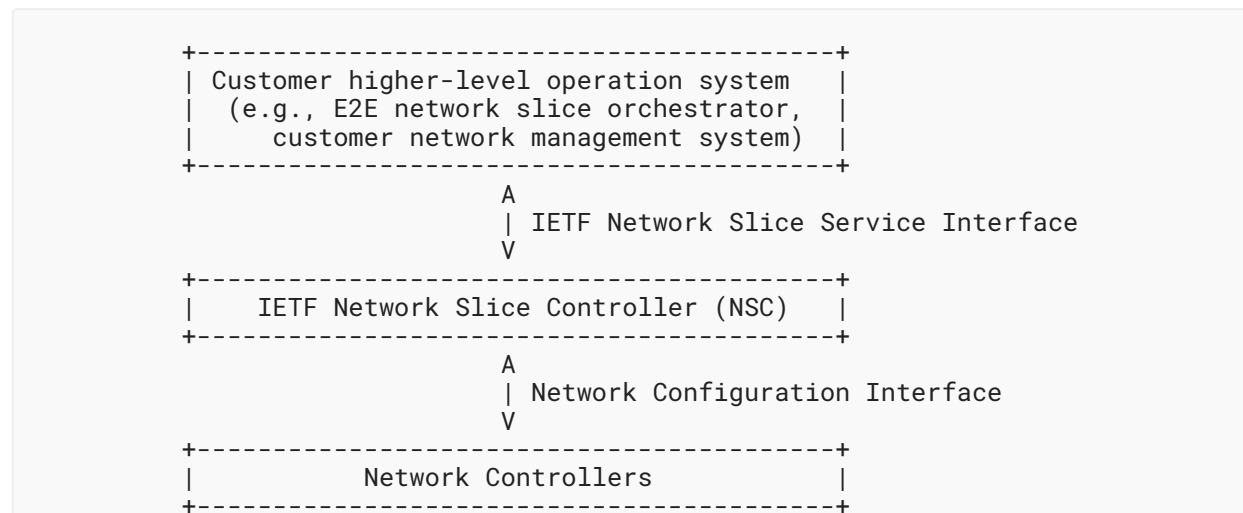 +------------------------------------------+
| Customer higher-level operation system   |
|  (e.g., E2E network slice orchestrator,  |
|     customer network management system)  |
+------------------------------------------+
                     A
                     | IETF Network Slice Service Interface
                     V
+------------------------------------------+
|    IETF Network Slice Controller (NSC)   |
+------------------------------------------+
                     A
                     | Network Configuration Interface
                     V
+------------------------------------------+
|           Network Controllers            |
+------------------------------------------+